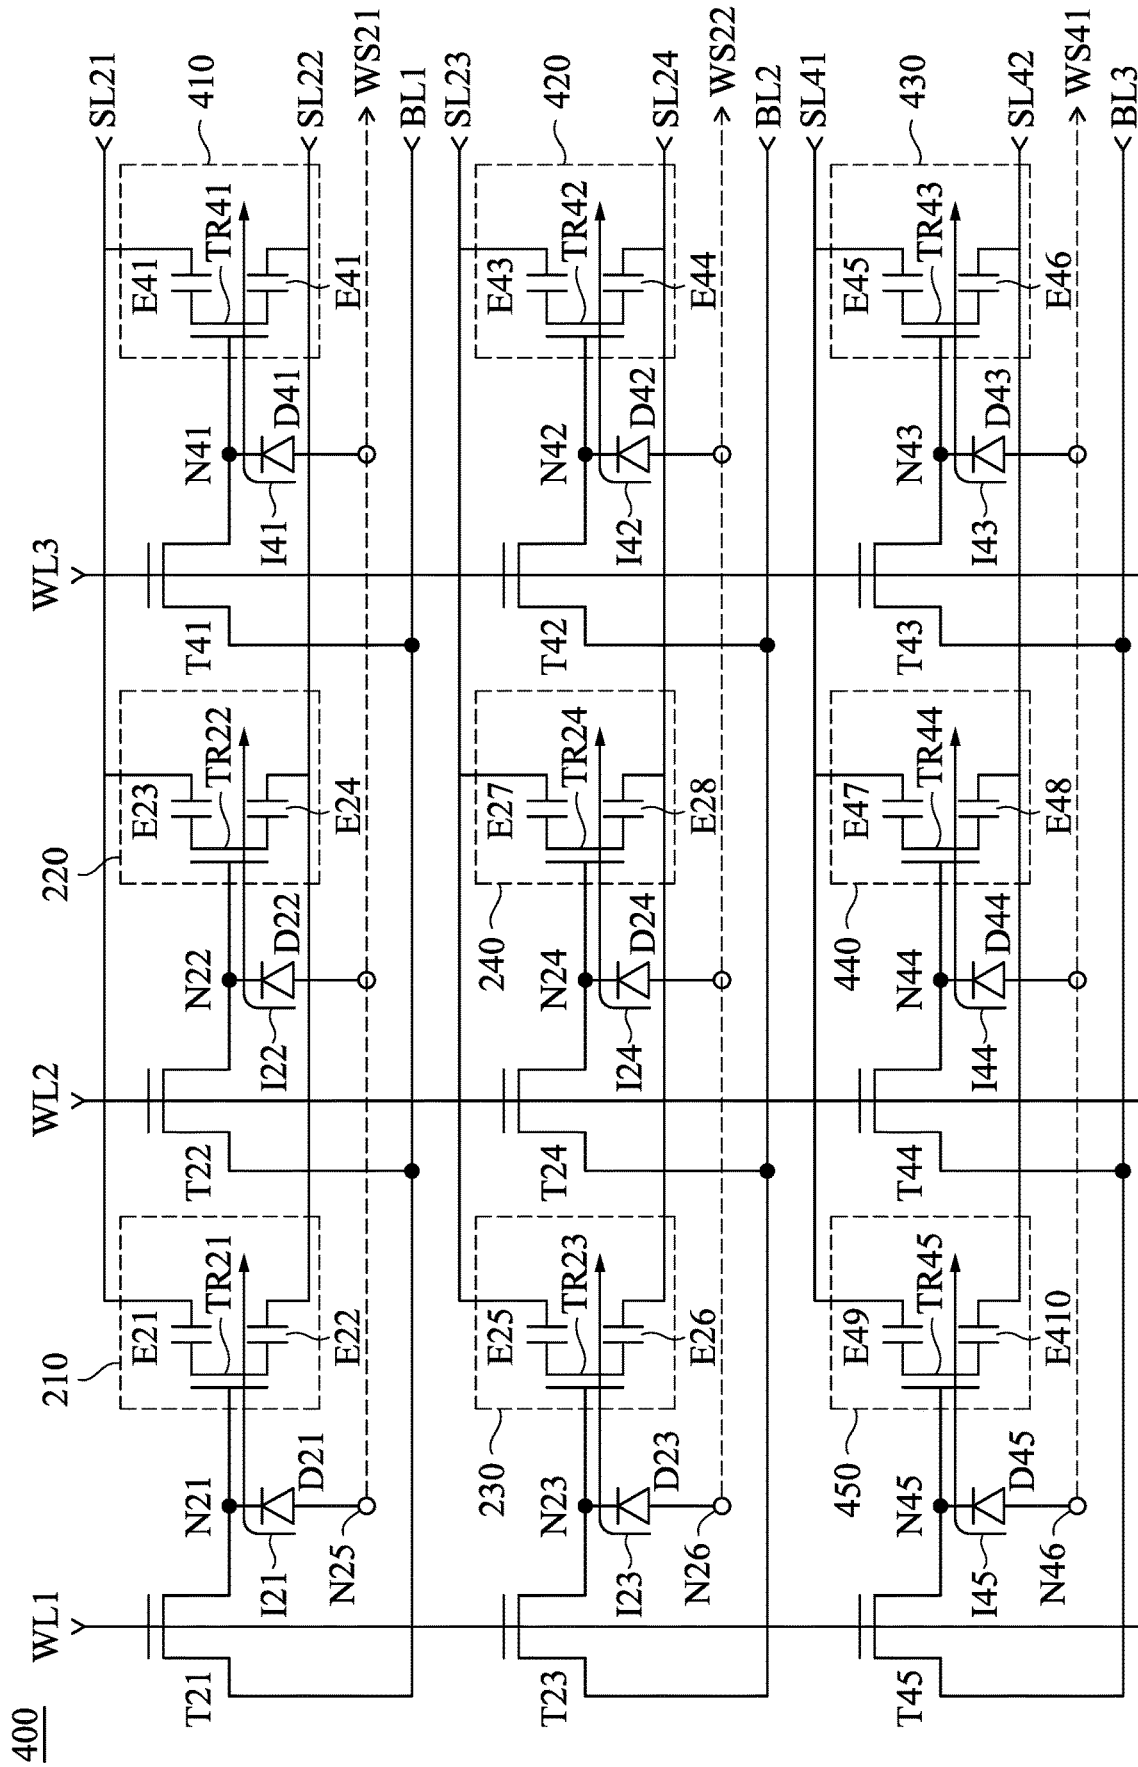 400
WL1 WL2 WL3
210 220
SL21
E21 E23 E41
T21 N21 TR21 T22 N22 TR22 T41 N41 TR41 410
I21 D21 I22 D22 I41 D41 SL22
N25 E22 E24 E41 WS21
BL1
SL23
230 E25 240 E27 E43
T23 N23 TR23 T24 N24 TR24 T42 N42 TR42 420
I23 D23 I24 D24 I42 D42 SL24
N26 E26 E28 E44 WS22
BL2
SL41
450 E49 440 E47 E45
T45 N45 TR45 T44 N44 TR44 T43 N43 TR43 430
I45 D45 I44 D44 I43 D43 SL42
N46 E410 E48 E46 WS41
BL3